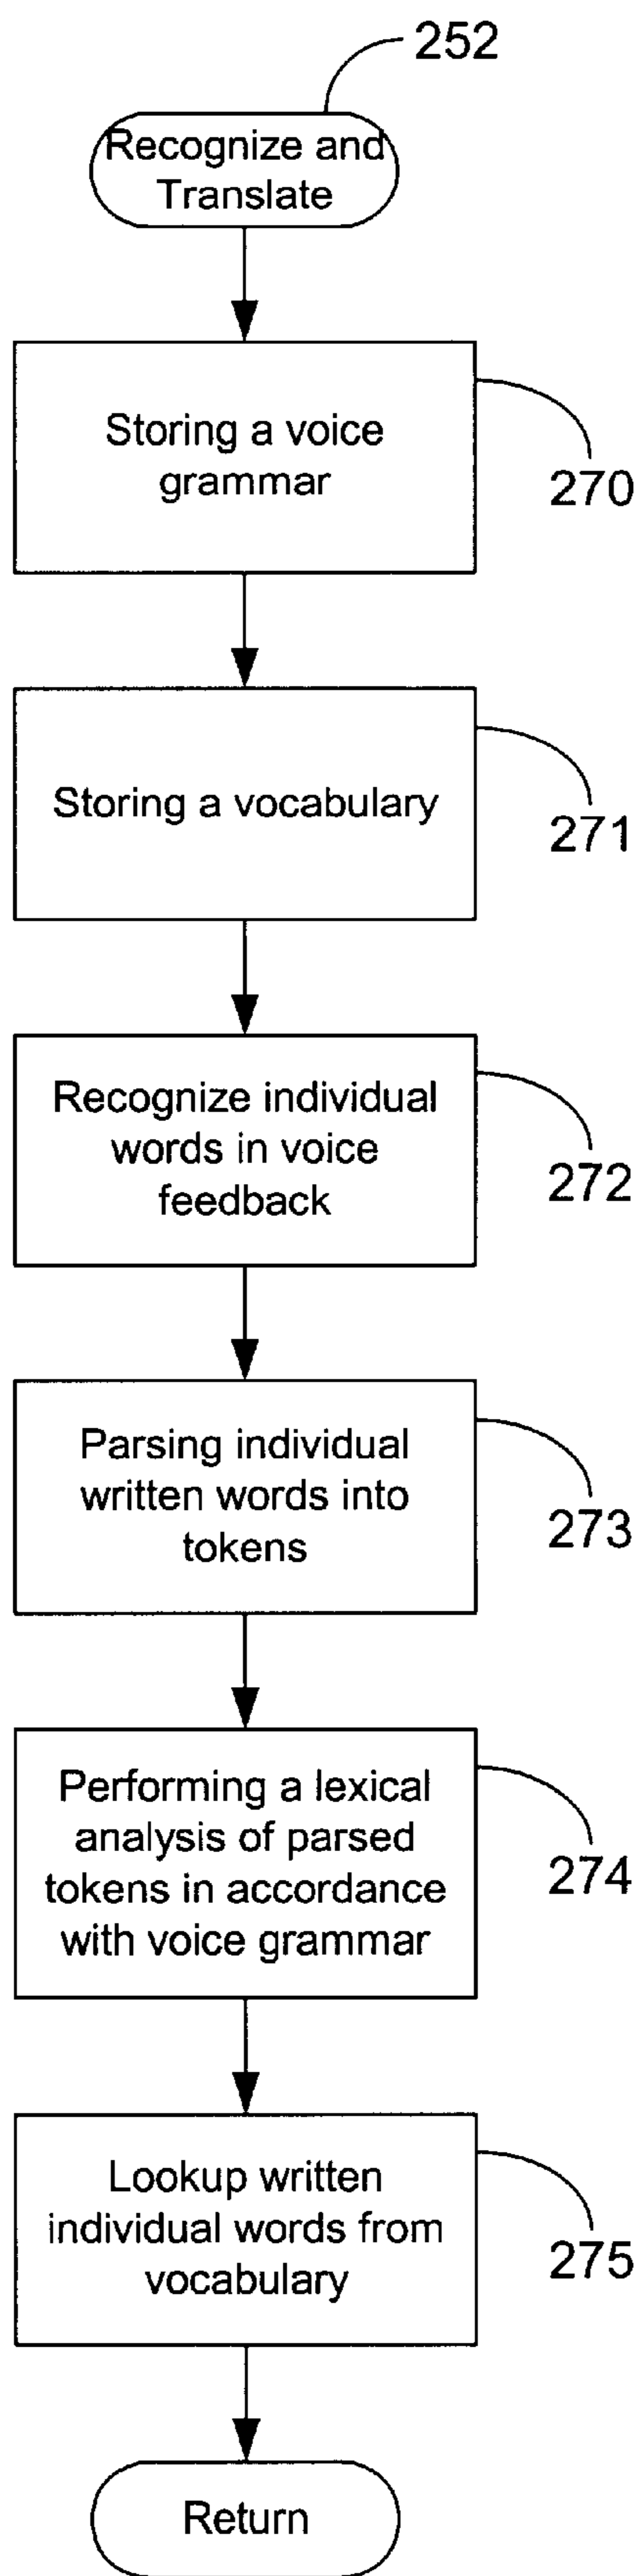 252
Recognize and
Translate
Storing a voice
grammar
270
Storing a vocabulary
271
Recognize individual
words in voice
feedback
272
Parsing individual
written words into
tokens
273
Performing a lexical
analysis of parsed
tokens in accordance
with voice grammar
274
Lookup written
individual words from
vocabulary
275
Return